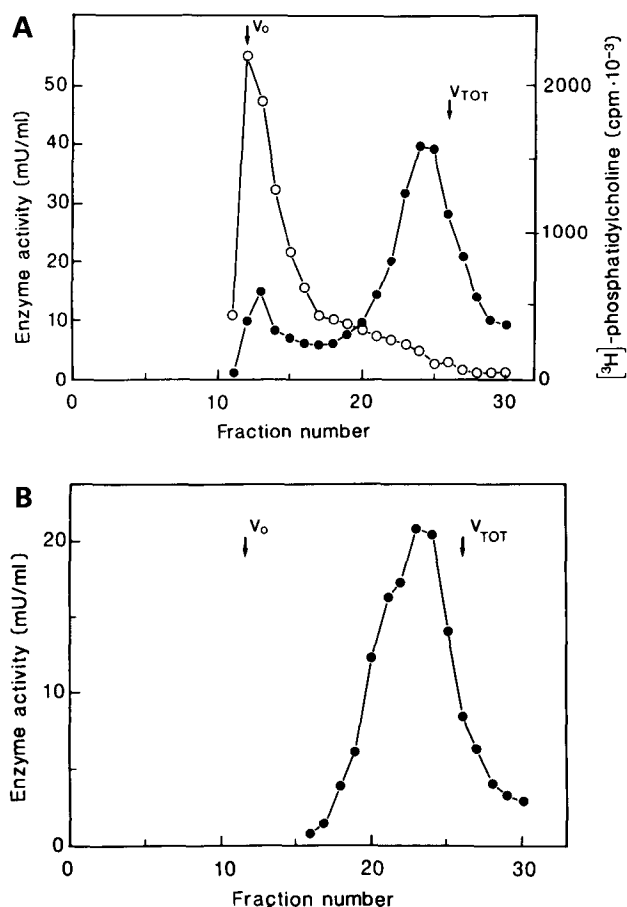 A
Vo
VTOT
Enzyme activity (mU/ml)
50
40
30
20
10
0
[³H]-phosphatidylcholine (cpm·10⁻³)
2000
1000
0
0 10 20 30
Fraction number
B
Vo
VTOT
Enzyme activity (mU/ml)
20
10
0
0 10 20 30
Fraction number